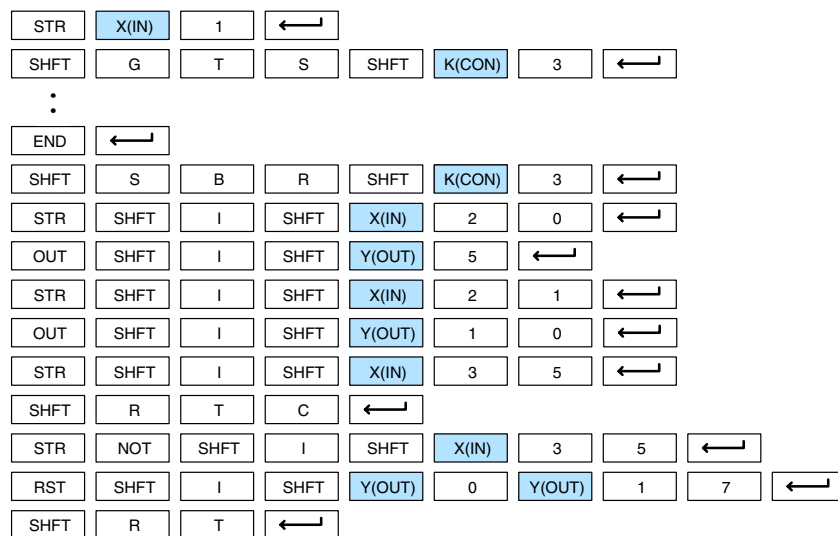 STR X(IN) 1
SHFT G T S SHFT K(CON) 3
:
END
SHFT S B R SHFT K(CON) 3
STR SHFT I SHFT X(IN) 2 0
OUT SHFT I SHFT Y(OUT) 5
STR SHFT I SHFT X(IN) 2 1
OUT SHFT I SHFT Y(OUT) 1 0
STR SHFT I SHFT X(IN) 3 5
SHFT R T C
STR NOT SHFT I SHFT X(IN) 3 5
RST SHFT I SHFT Y(OUT) 0 Y(OUT) 1 7
SHFT R T